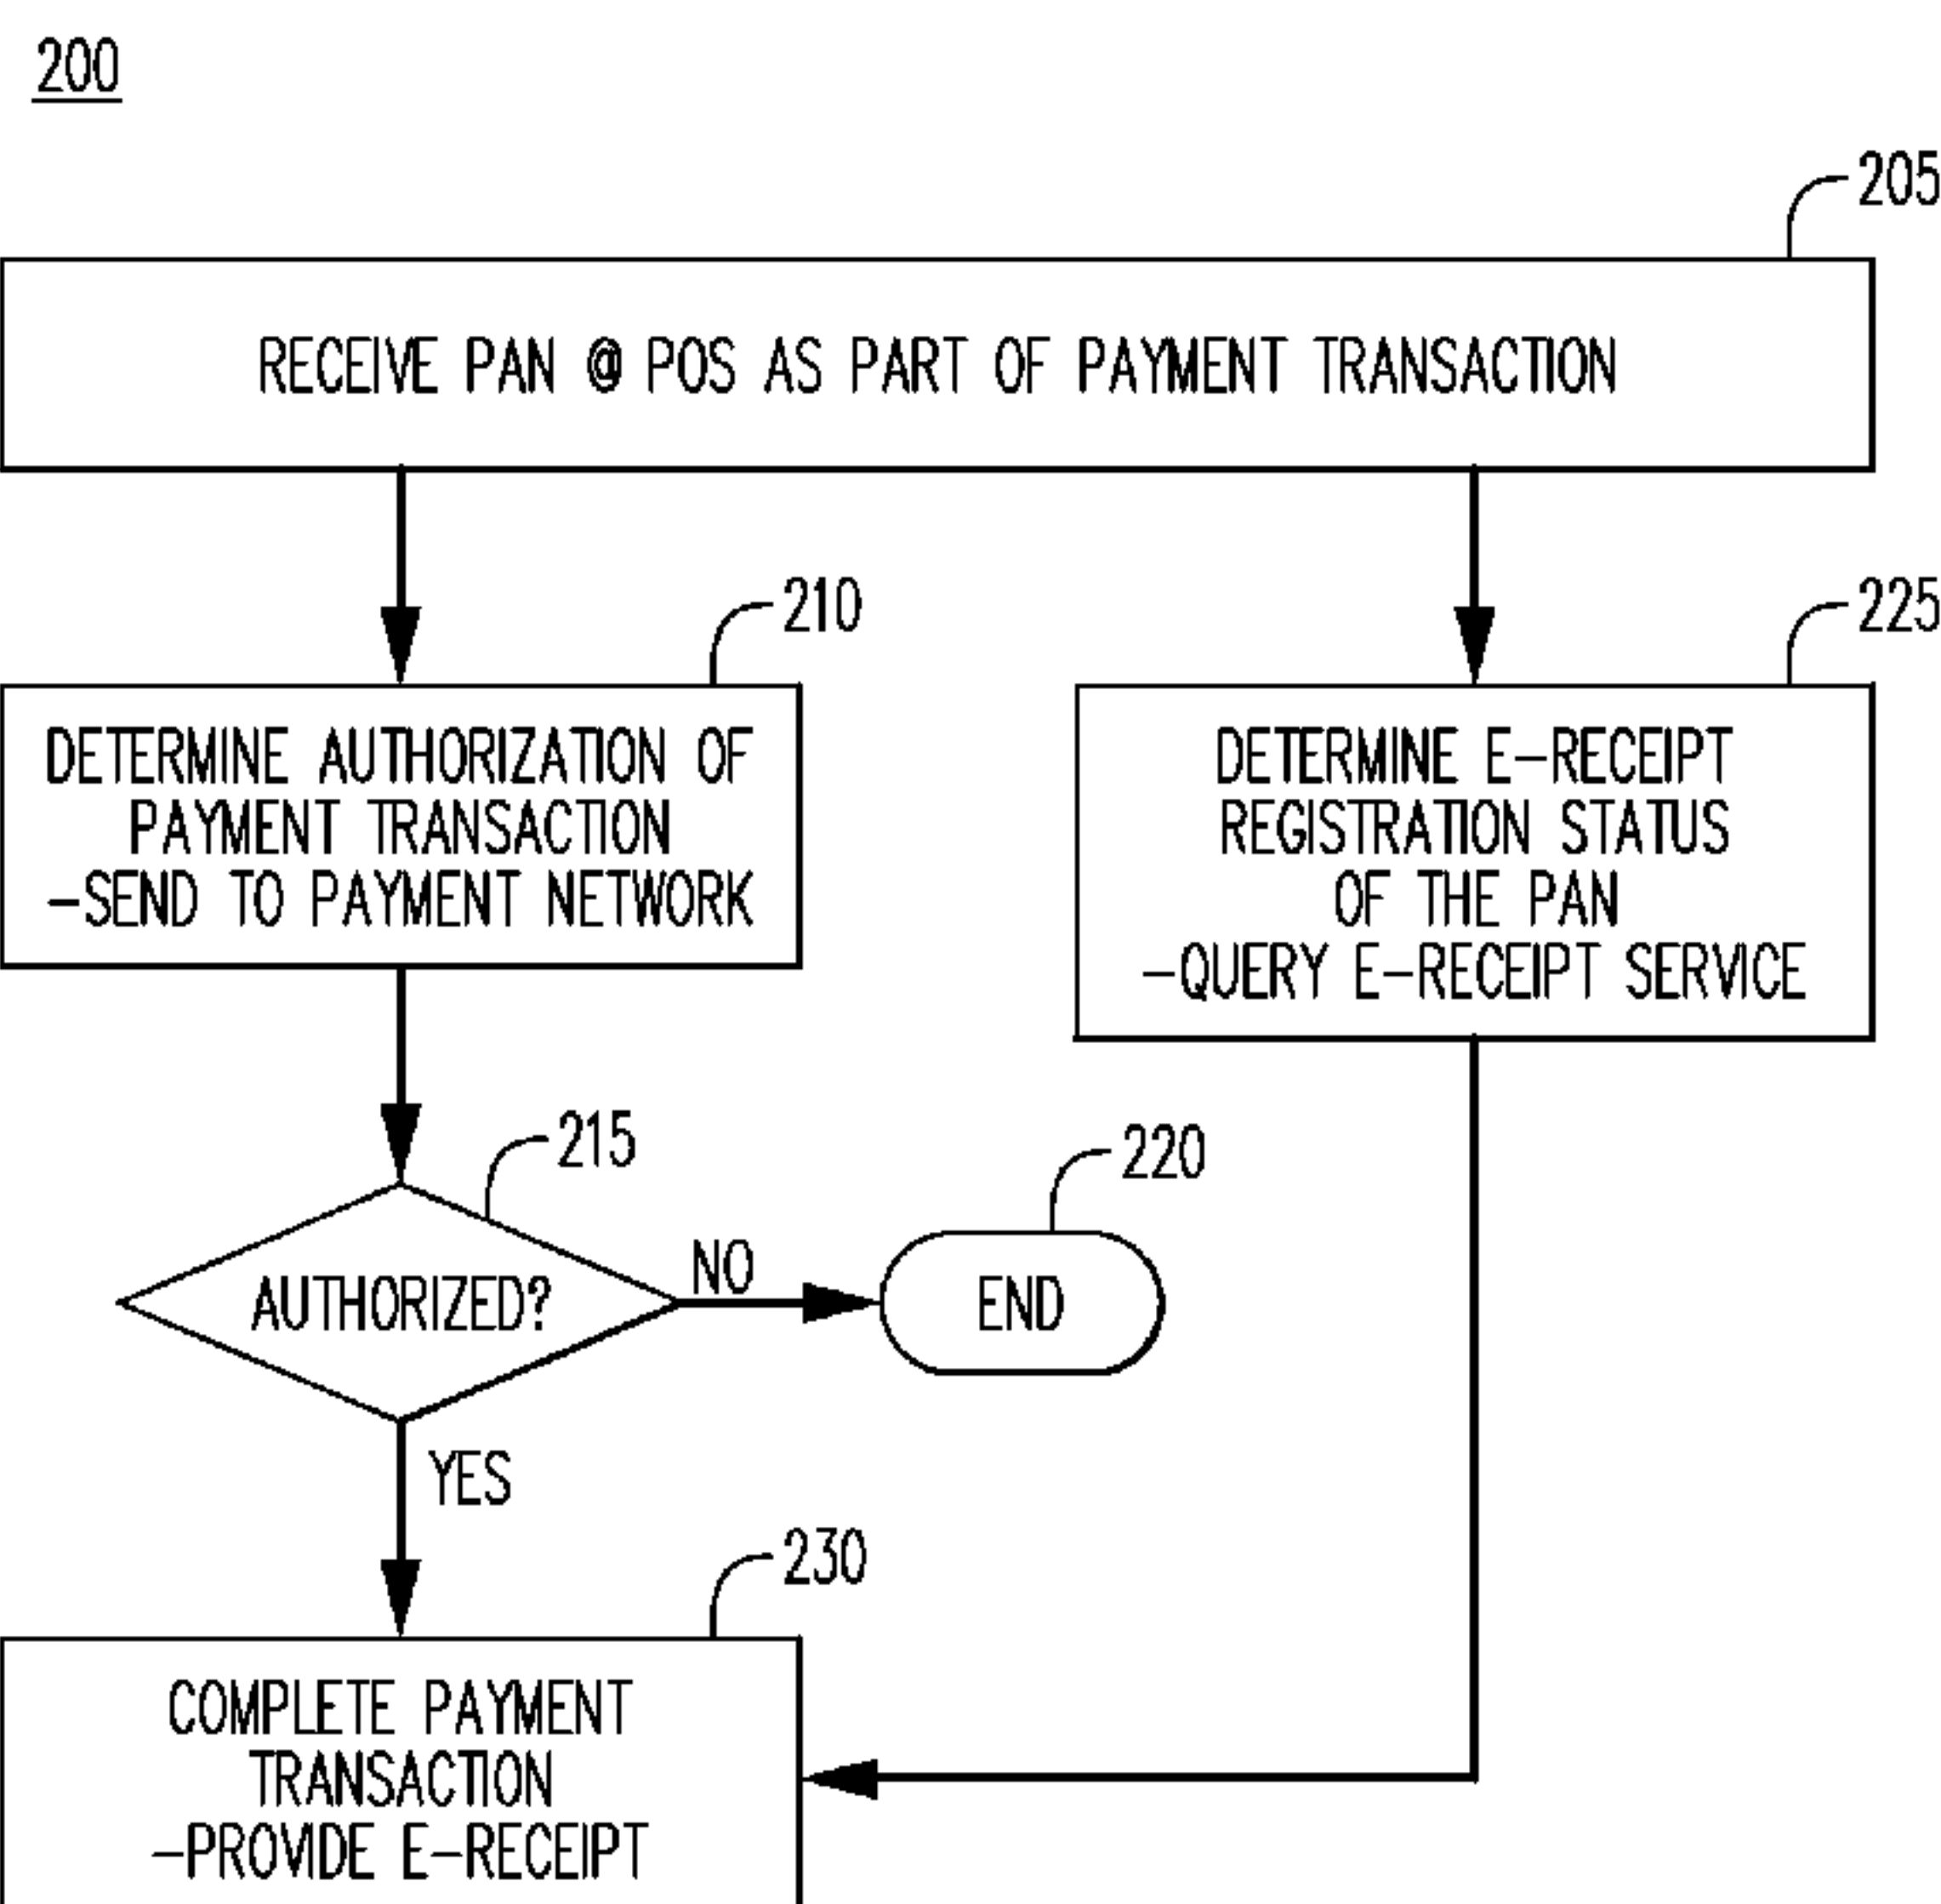 200
205
RECEIVE PAN @ POS AS PART OF PAYMENT TRANSACTION
210
DETERMINE AUTHORIZATION OF
PAYMENT TRANSACTION
-SEND TO PAYMENT NETWORK
225
DETERMINE E-RECEIPT
REGISTRATION STATUS
OF THE PAN
-QUERY E-RECEIPT SERVICE
215
AUTHORIZED?
NO
220
END
YES
230
COMPLETE PAYMENT
TRANSACTION
-PROVIDE E-RECEIPT